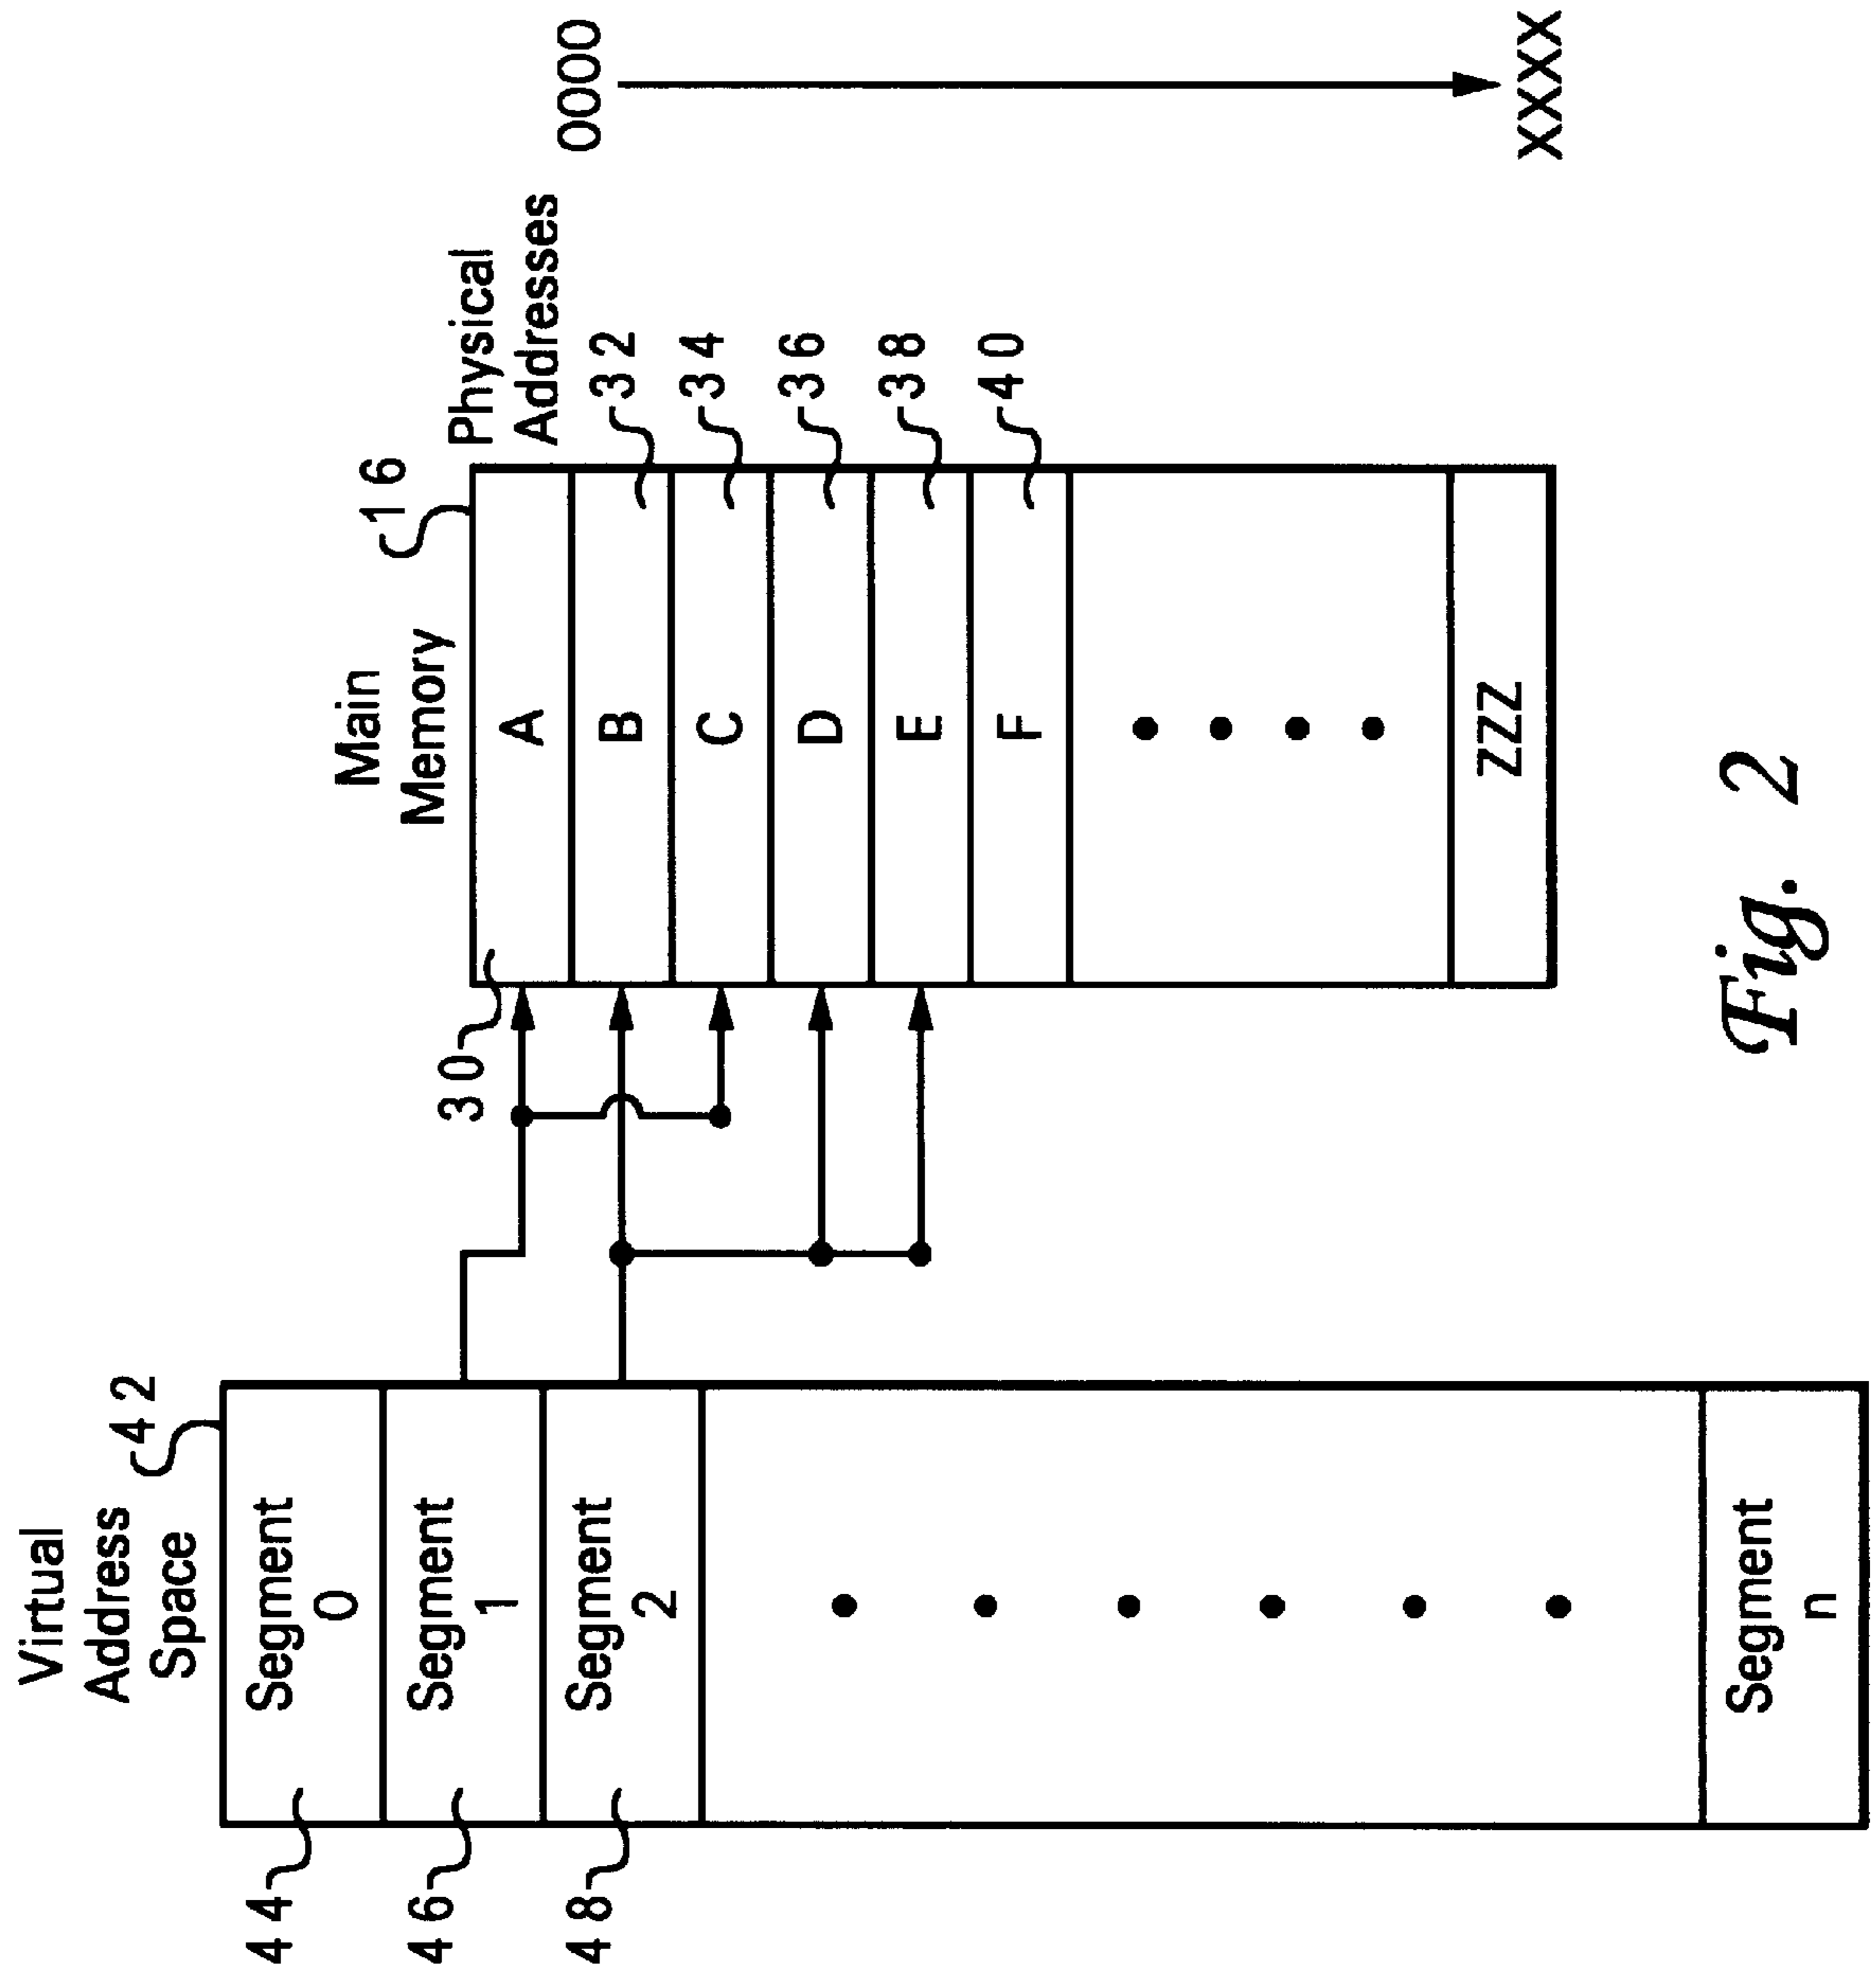 Virtual
Address
Space
42
44
Segment
0
46
Segment
1
48
Segment
2
Segment
n
Main
Memory
16
30
A
B
C
D
E
F
ZZZ
Physical
Addresses
32
34
36
38
40
0000
XXXX
Fig. 2